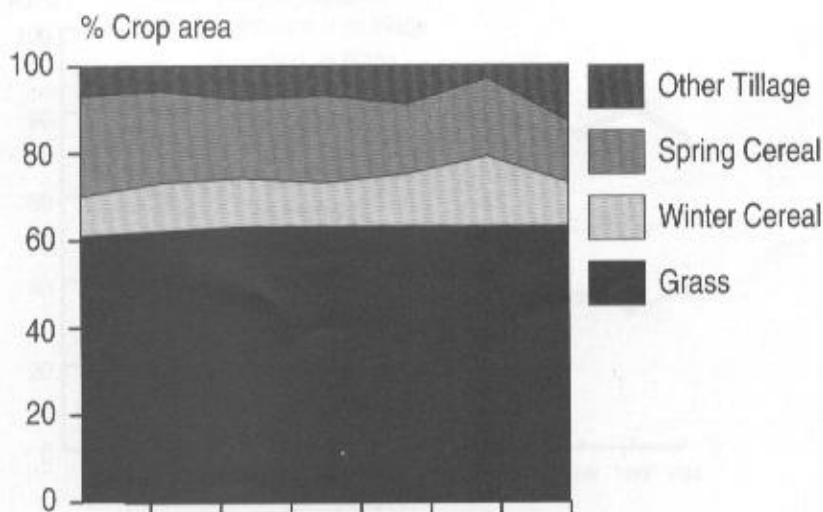 % Crop area
100
80
60
40
20
0
Other Tillage
Spring Cereal
Winter Cereal
Grass